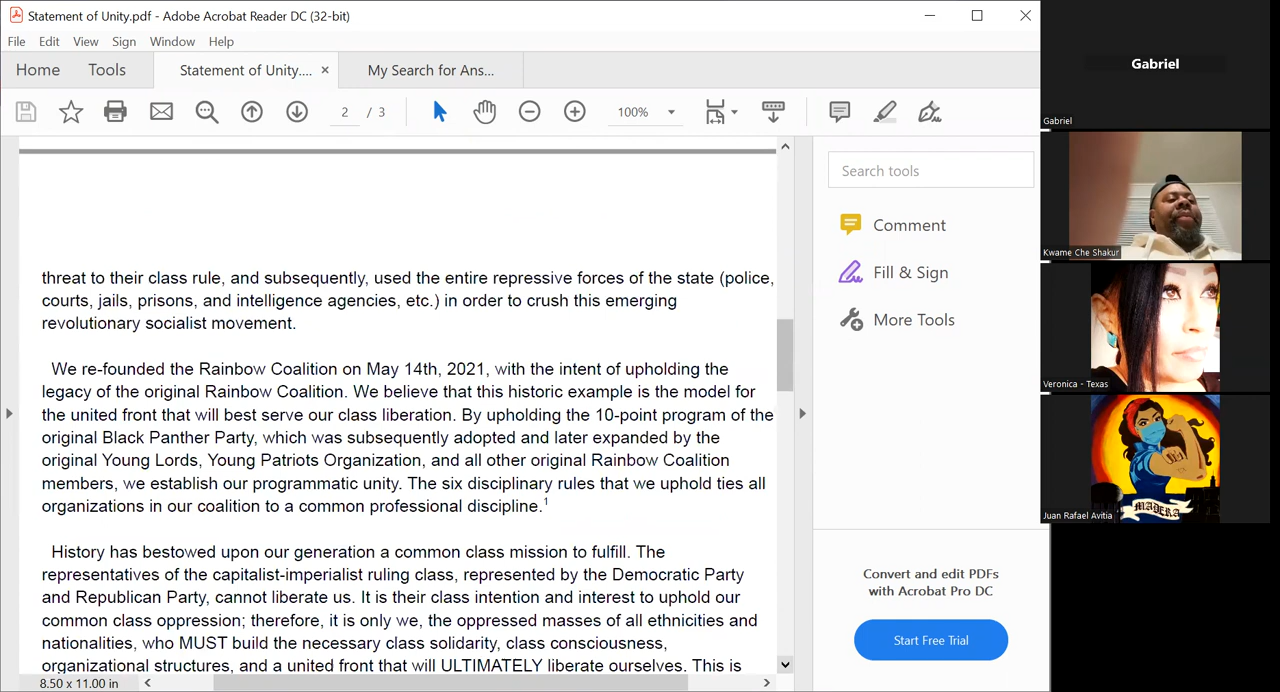 Statement of Unity.pdf - Adobe Acrobat Reader DC (32-bit)
File Edit View Sign Window Help
Home Tools Statement of Unity.... × My Search for Ans...
2 / 3 100%
threat to their class rule, and subsequently, used the entire repressive forces of the state (police,
courts, jails, prisons, and intelligence agencies, etc.) in order to crush this emerging
revolutionary socialist movement.
We re-founded the Rainbow Coalition on May 14th, 2021, with the intent of upholding the
legacy of the original Rainbow Coalition. We believe that this historic example is the model for
the united front that will best serve our class liberation. By upholding the 10-point program of the
original Black Panther Party, which was subsequently adopted and later expanded by the
original Young Lords, Young Patriots Organization, and all other original Rainbow Coalition
members, we establish our programmatic unity. The six disciplinary rules that we uphold ties all
organizations in our coalition to a common professional discipline.1
History has bestowed upon our generation a common class mission to fulfill. The
representatives of the capitalist-imperialist ruling class, represented by the Democratic Party
and Republican Party, cannot liberate us. It is their class intention and interest to uphold our
common class oppression; therefore, it is only we, the oppressed masses of all ethnicities and
nationalities, who MUST build the necessary class solidarity, class consciousness,
organizational structures, and a united front that will ULTIMATELY liberate ourselves. This is
8.50 x 11.00 in
Search tools
Comment
Fill & Sign
More Tools
Convert and edit PDFs
with Acrobat Pro DC
Start Free Trial
Gabriel
Gabriel
Kwame Che Shakur
Veronica - Texas
MADERA
Juan Rafael Avitia